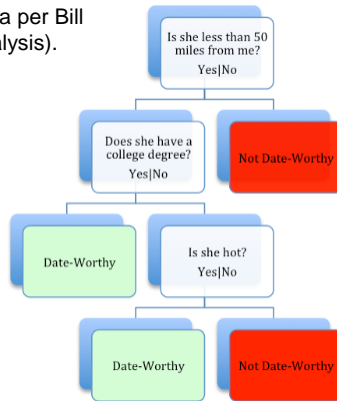 a per Bill
alysis).
Is she less than 50
miles from me?
Yes|No
Does she have a
college degree?
Yes|No
Not Date-Worthy
Date-Worthy
Is she hot?
Yes|No
Date-Worthy
Not Date-Worthy